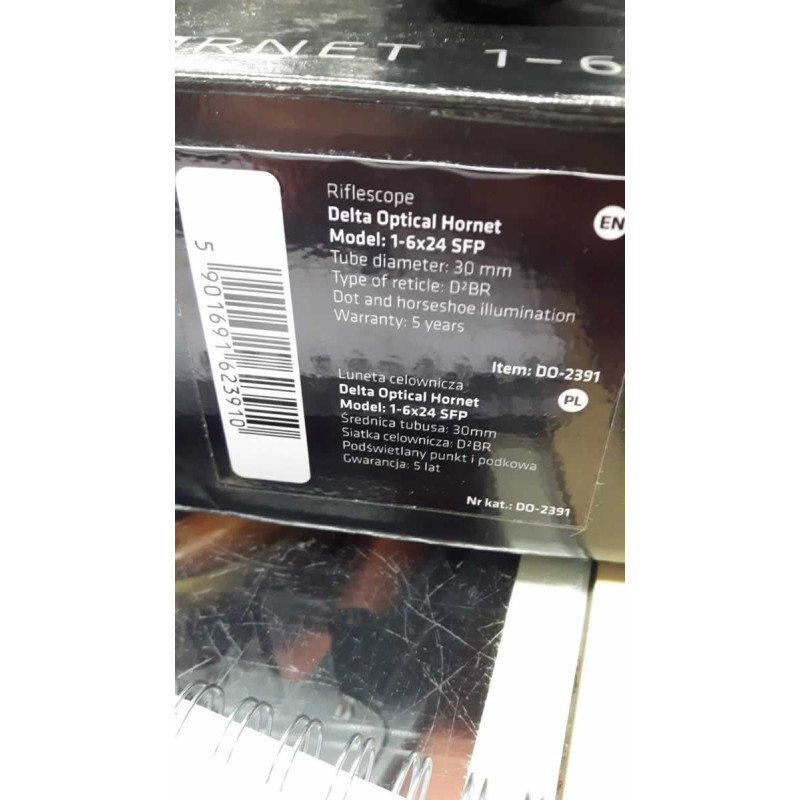 RNET 1-6
Riflescope
Delta Optical Hornet
Model: 1-6x24 SFP
Tube diameter: 30 mm
Type of reticle: D²BR
Dot and horseshoe illumination
Warranty: 5 years
EN
Item: DO-2391
Luneta celownicza
Delta Optical Hornet
Model: 1-6x24 SFP
Średnica tubusa: 30mm
Siatka celownicza: D²BR
Podświetlany punkt i podkowa
Gwarancja: 5 lat
PL
Nr kat.: DO-2391
5 901691 623910